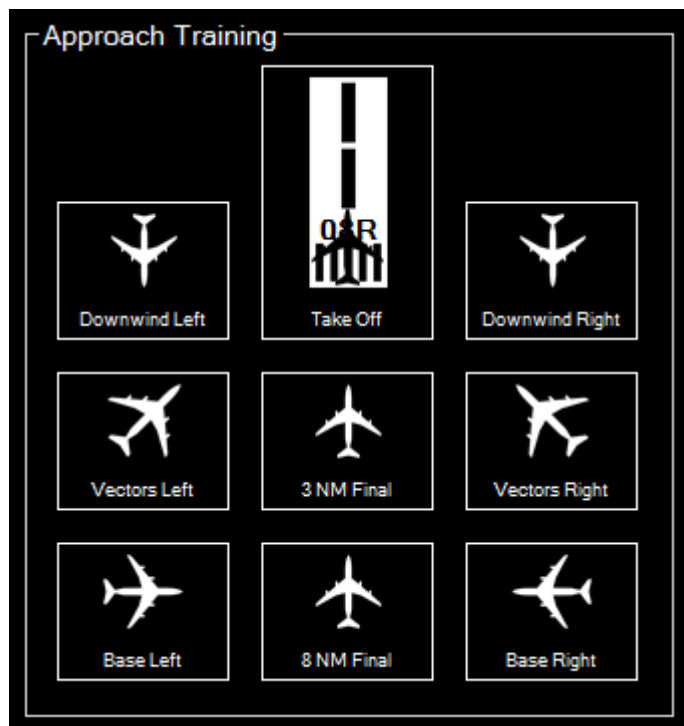 Approach Training
08R
Take Off
Downwind Left
Downwind Right
Vectors Left
3 NM Final
Vectors Right
Base Left
8 NM Final
Base Right